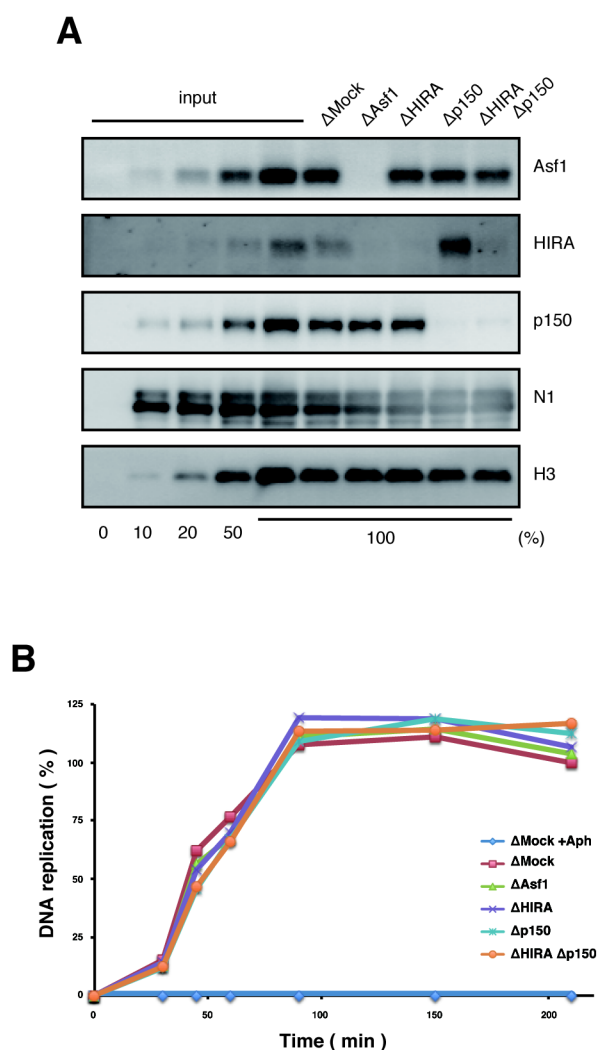 A
input
ΔMock
ΔAsf1
ΔHIRA
Δp150
ΔHIRA
Δp150
Asf1
HIRA
p150
N1
H3
0 10 20 50 100 (%)
B
DNA replication ( % )
125
100
75
50
25
0
0 50 100 150 200
Time ( min )
ΔMock +Aph
ΔMock
ΔAsf1
ΔHIRA
Δp150
ΔHIRA Δp150